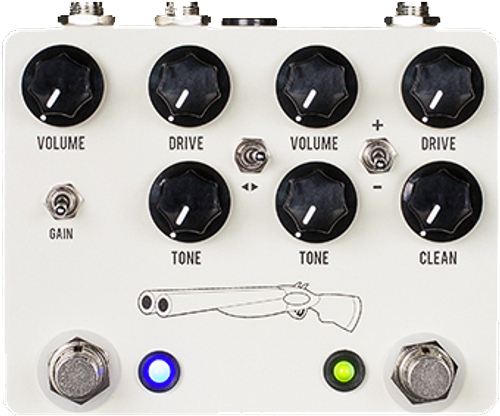 VOLUME DRIVE VOLUME DRIVE
+
◄ ►
-
GAIN
TONE TONE CLEAN